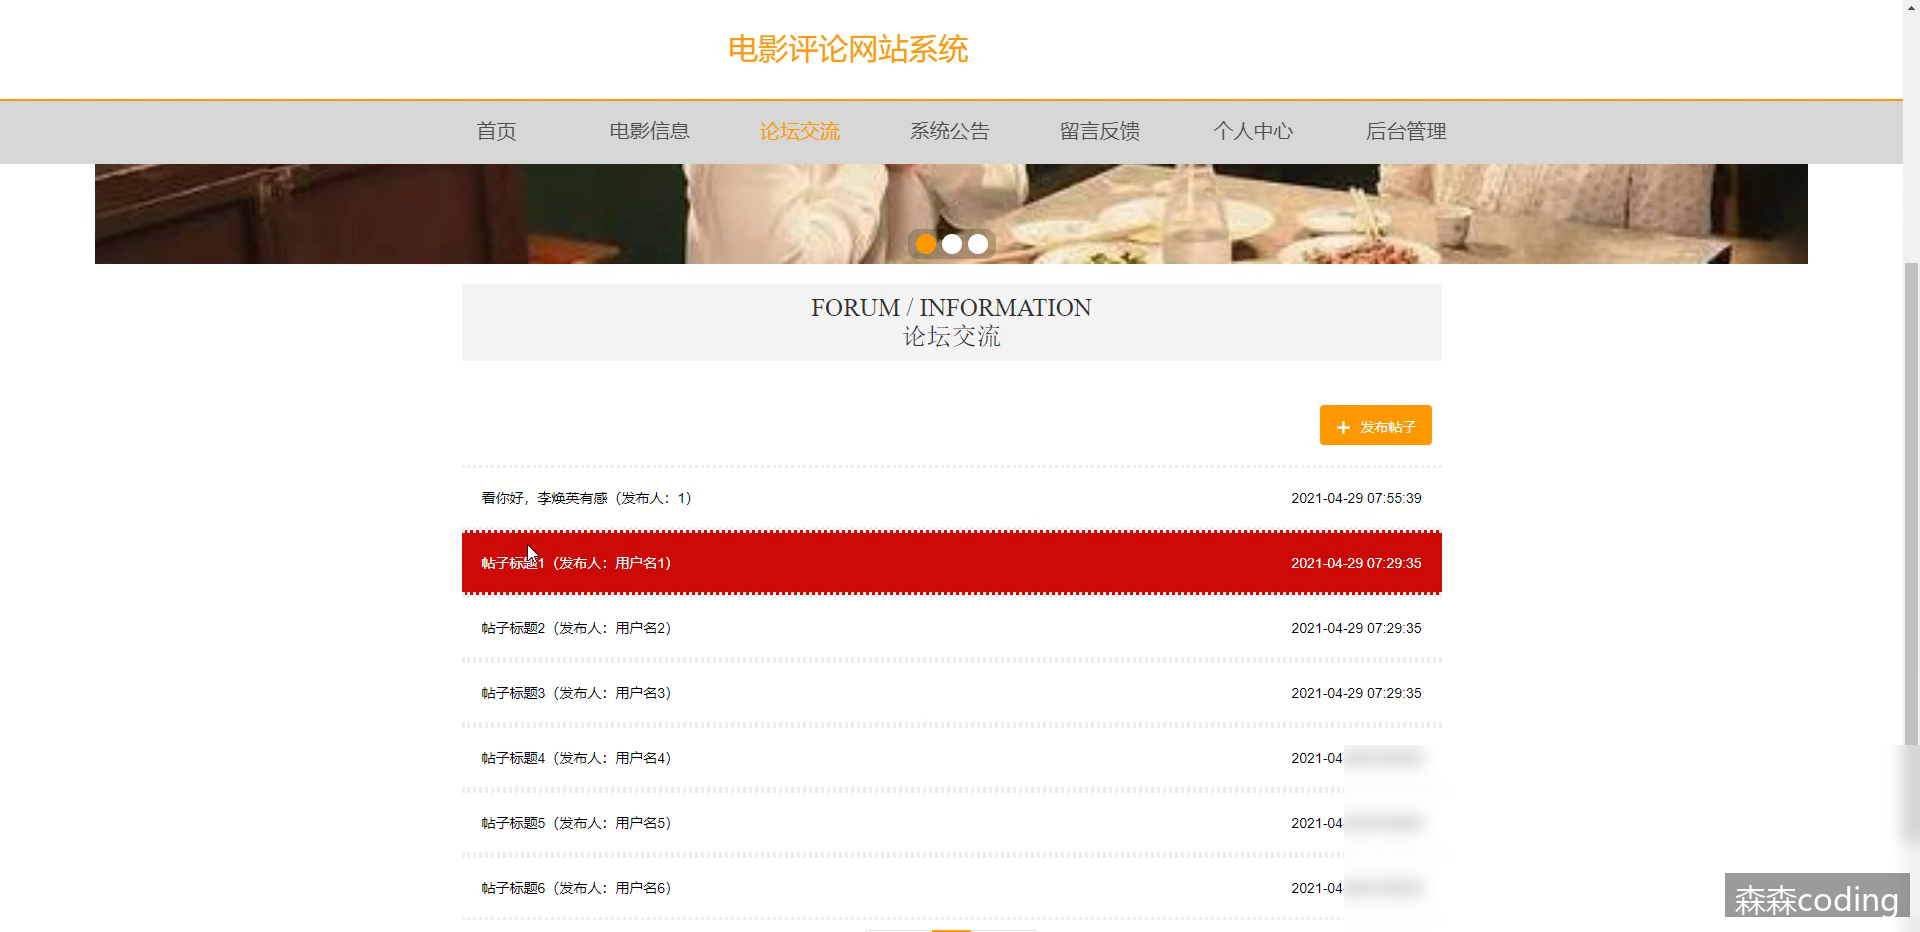 电影评论网站系统
首页 电影信息 论坛交流 系统公告 留言反馈 个人中心 后台管理
FORUM / INFORMATION
论坛交流
+ 发布帖子
看你好，李焕英有感（发布人：1） 2021-04-29 07:55:39
帖子标题1（发布人：用户名1） 2021-04-29 07:29:35
帖子标题2（发布人：用户名2） 2021-04-29 07:29:35
帖子标题3（发布人：用户名3） 2021-04-29 07:29:35
帖子标题4（发布人：用户名4） 2021-04
帖子标题5（发布人：用户名5） 2021-04
帖子标题6（发布人：用户名6） 2021-04
森森coding